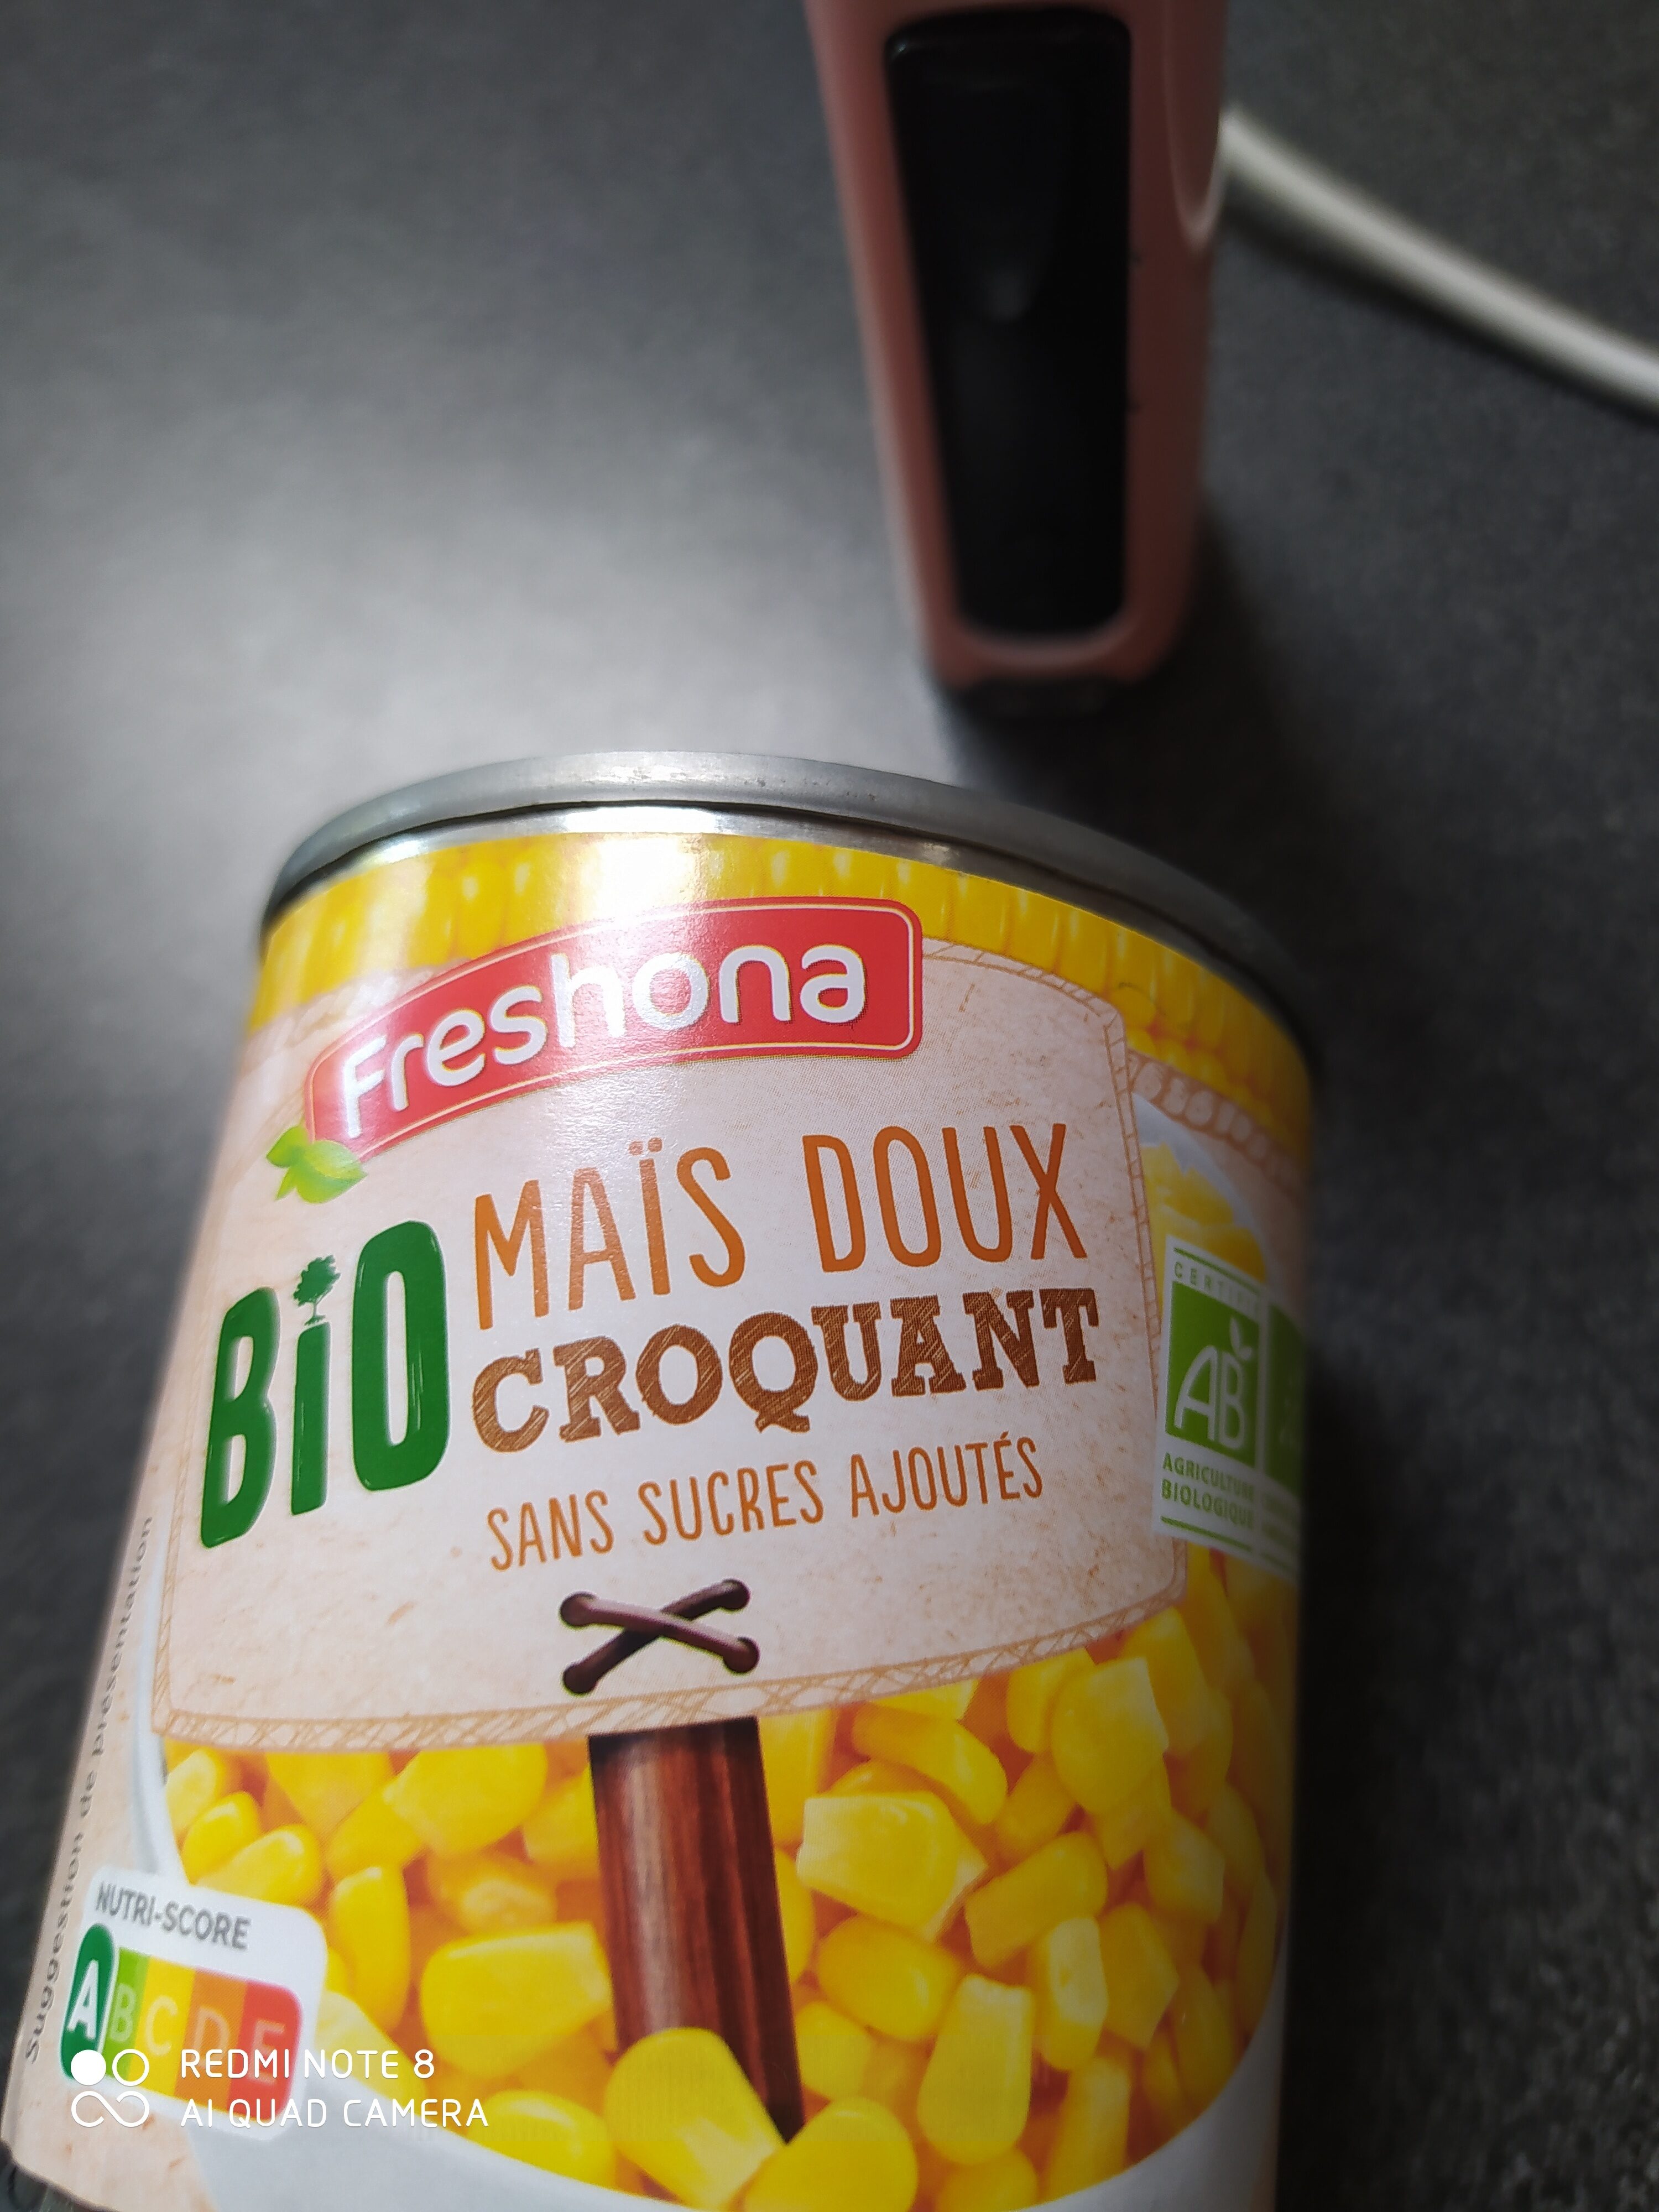 Freshona
BIO
MAÏS DOUX
CROQUANT
SANS SUCRES AJOUTÉS
AB
AGRICULTURE
BIOLOGIQUE
Suggestion de présentation
NUTRI-SCORE
A B C D E
REDMI NOTE 8
AI QUAD CAMERA